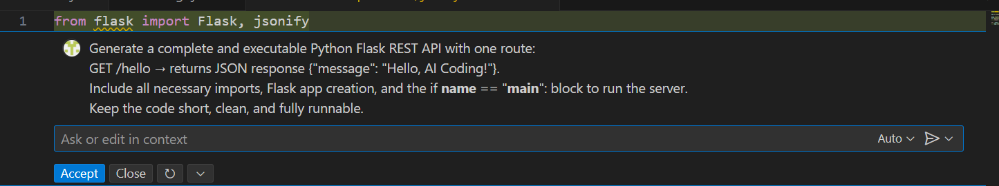 1 from flask import Flask, jsonify
Generate a complete and executable Python Flask REST API with one route:
GET /hello → returns JSON response {"message": "Hello, AI Coding!"}.
Include all necessary imports, Flask app creation, and the if name == "main": block to run the server.
Keep the code short, clean, and fully runnable.
Ask or edit in context Auto
Accept Close